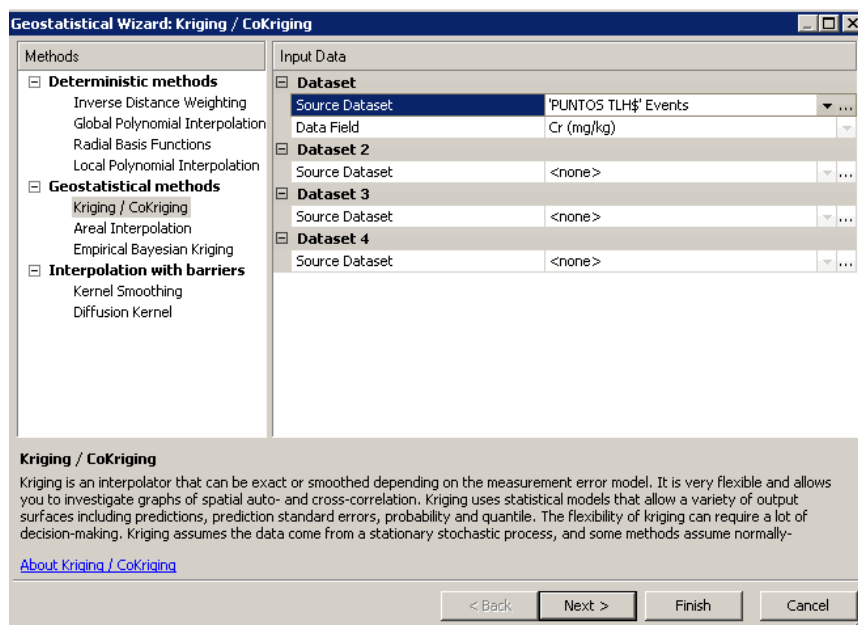 Geostatistical Wizard: Kriging / CoKriging
Methods
Deterministic methods
Inverse Distance Weighting
Global Polynomial Interpolation
Radial Basis Functions
Local Polynomial Interpolation
Geostatistical methods
Kriging / CoKriging
Areal Interpolation
Empirical Bayesian Kriging
Interpolation with barriers
Kernel Smoothing
Diffusion Kernel
Input Data
Dataset
Source Dataset 'PUNTOS TLH$' Events
Data Field Cr (mg/kg)
Dataset 2
Source Dataset <none>
Dataset 3
Source Dataset <none>
Dataset 4
Source Dataset <none>
Kriging / CoKriging
Kriging is an interpolator that can be exact or smoothed depending on the measurement error model. It is very flexible and allows
you to investigate graphs of spatial auto- and cross-correlation. Kriging uses statistical models that allow a variety of output
surfaces including predictions, prediction standard errors, probability and quantile. The flexibility of kriging can require a lot of
decision-making. Kriging assumes the data come from a stationary stochastic process, and some methods assume normally-
About Kriging / CoKriging
< Back Next > Finish Cancel